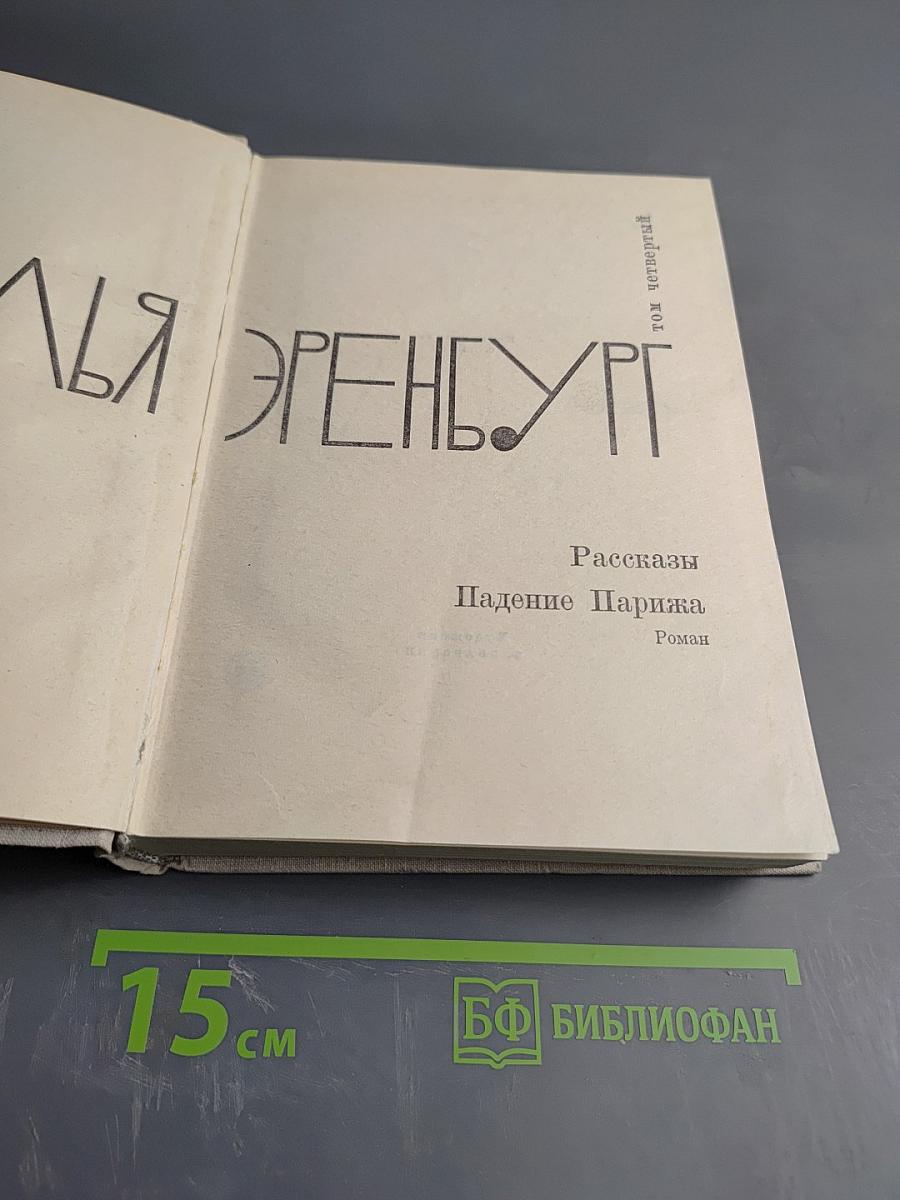 ЛЬЯ ЭРЕНБУРГ
том четвертый
Рассказы
Падение Парижа
Роман
15 см
БФ БИБЛИОФАН